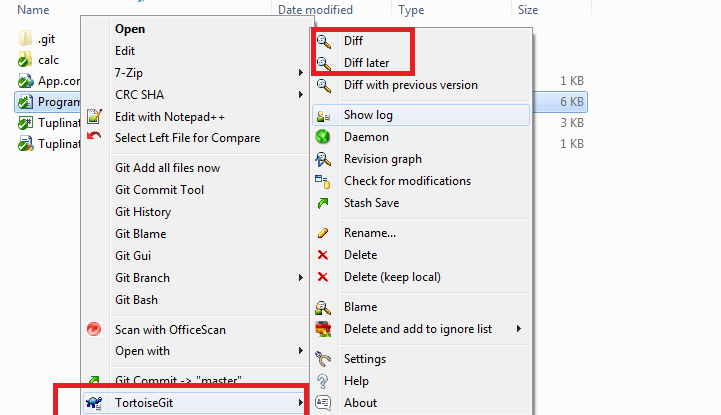 Name
Date modified
Type
Size
.git
calc
App.con
1 KB
Program
6 KB
Tuplinat
3 KB
Tuplinat
1 KB
Open
Edit
7-Zip
CRC SHA
Edit with Notepad++
Select Left File for Compare
Git Add all files now
Git Commit Tool
Git History
Git Blame
Git Gui
Git Branch
Git Bash
Scan with OfficeScan
Open with
Git Commit -> "master"...
TortoiseGit
Diff
Diff later
Diff with previous version
Show log
Daemon
Revision graph
Check for modifications
Stash Save
Rename...
Delete
Delete (keep local)
Blame
Delete and add to ignore list
Settings
Help
About